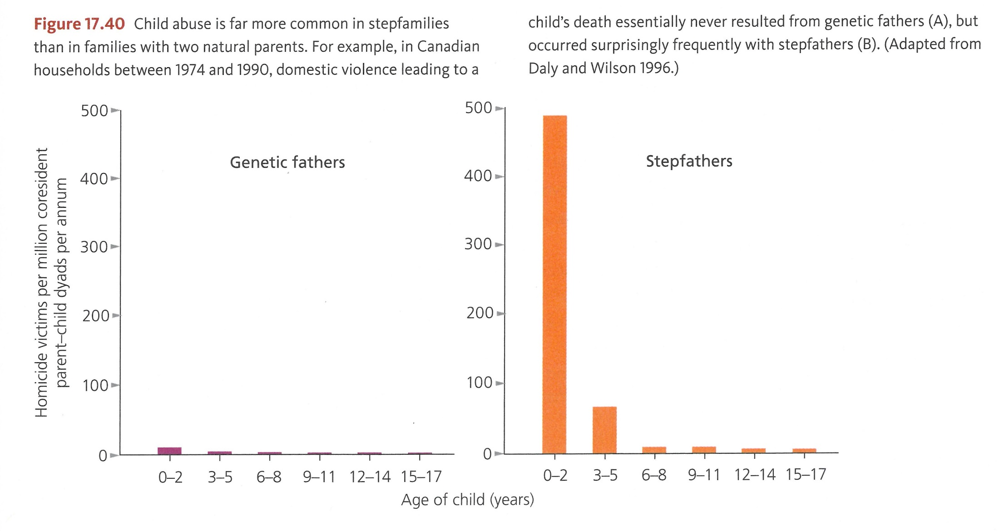 Figure 17.40 Child abuse is far more common in stepfamilies
than in families with two natural parents. For example, in Canadian
households between 1974 and 1990, domestic violence leading to a
child's death essentially never resulted from genetic fathers (A), but
occurred surprisingly frequently with stepfathers (B). (Adapted from
Daly and Wilson 1996.)
Homicide victims per million coresident
parent–child dyads per annum
500
400
300
200
100
0
Genetic fathers
0–2 3–5 6–8 9–11 12–14 15–17
500
400
300
200
100
0
Stepfathers
0–2 3–5 6–8 9–11 12–14 15–17
Age of child (years)